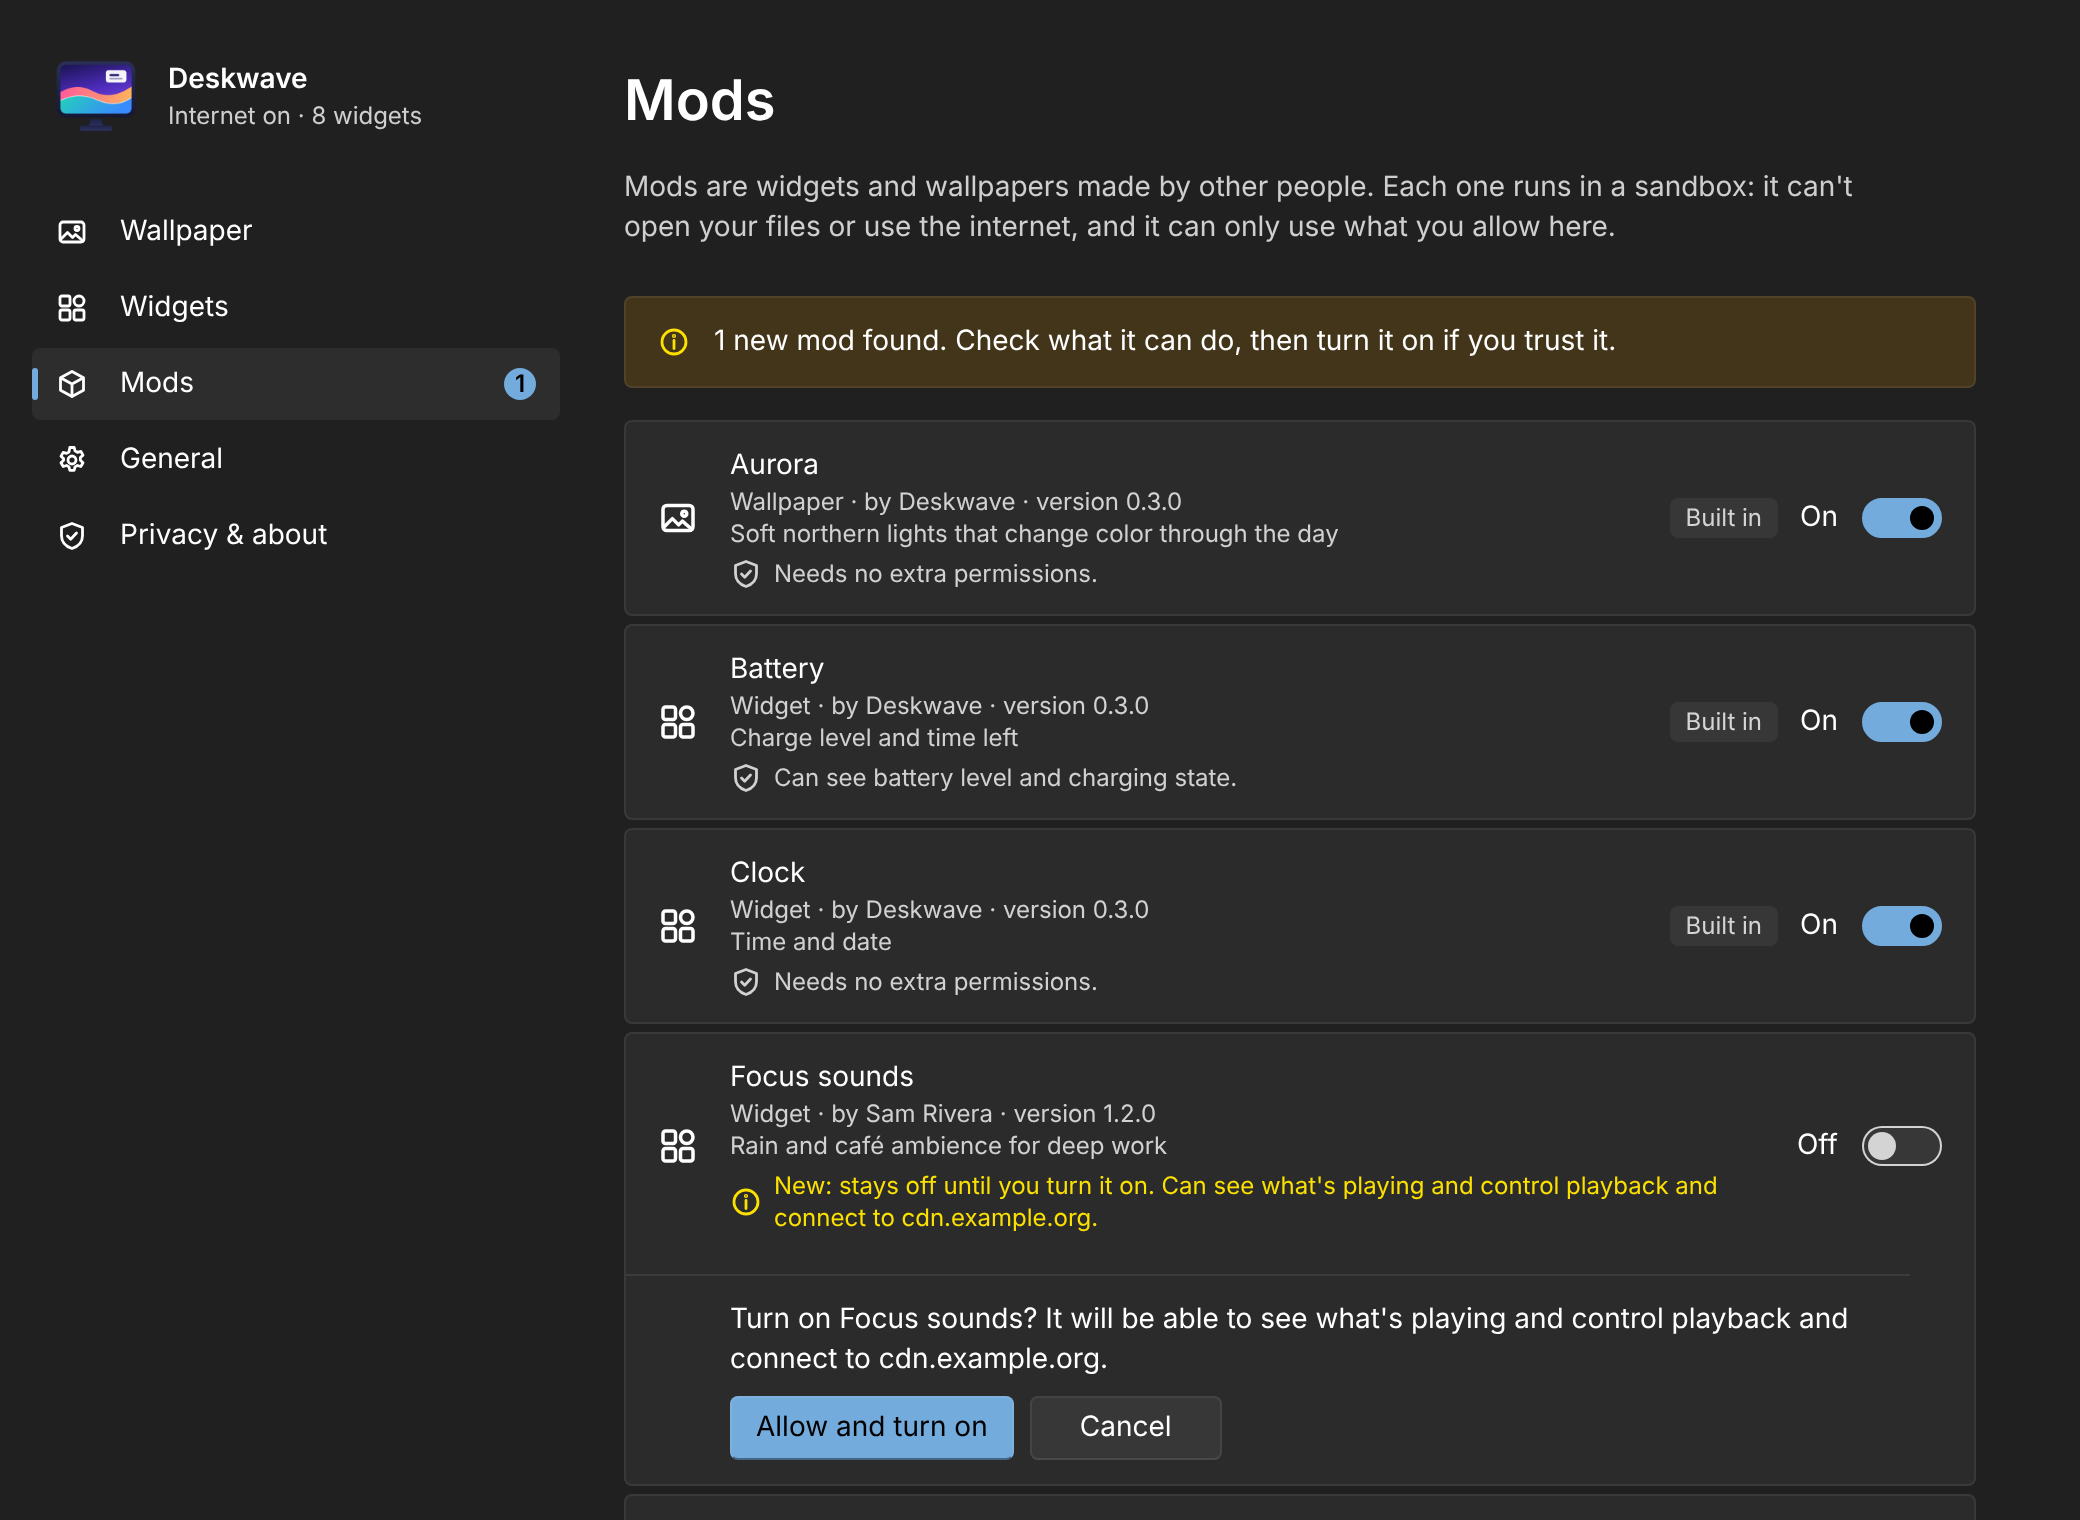 Deskwave
Internet on · 8 widgets
Wallpaper
Widgets
Mods
1
General
Privacy & about
Mods
Mods are widgets and wallpapers made by other people. Each one runs in a sandbox: it can't
open your files or use the internet, and it can only use what you allow here.
1 new mod found. Check what it can do, then turn it on if you trust it.
Aurora
Wallpaper · by Deskwave · version 0.3.0
Soft northern lights that change color through the day
Needs no extra permissions.
Built in
On
Battery
Widget · by Deskwave · version 0.3.0
Charge level and time left
Can see battery level and charging state.
Built in
On
Clock
Widget · by Deskwave · version 0.3.0
Time and date
Needs no extra permissions.
Built in
On
Focus sounds
Widget · by Sam Rivera · version 1.2.0
Rain and café ambience for deep work
New: stays off until you turn it on. Can see what's playing and control playback and
connect to cdn.example.org.
Off
Turn on Focus sounds? It will be able to see what's playing and control playback and
connect to cdn.example.org.
Allow and turn on
Cancel